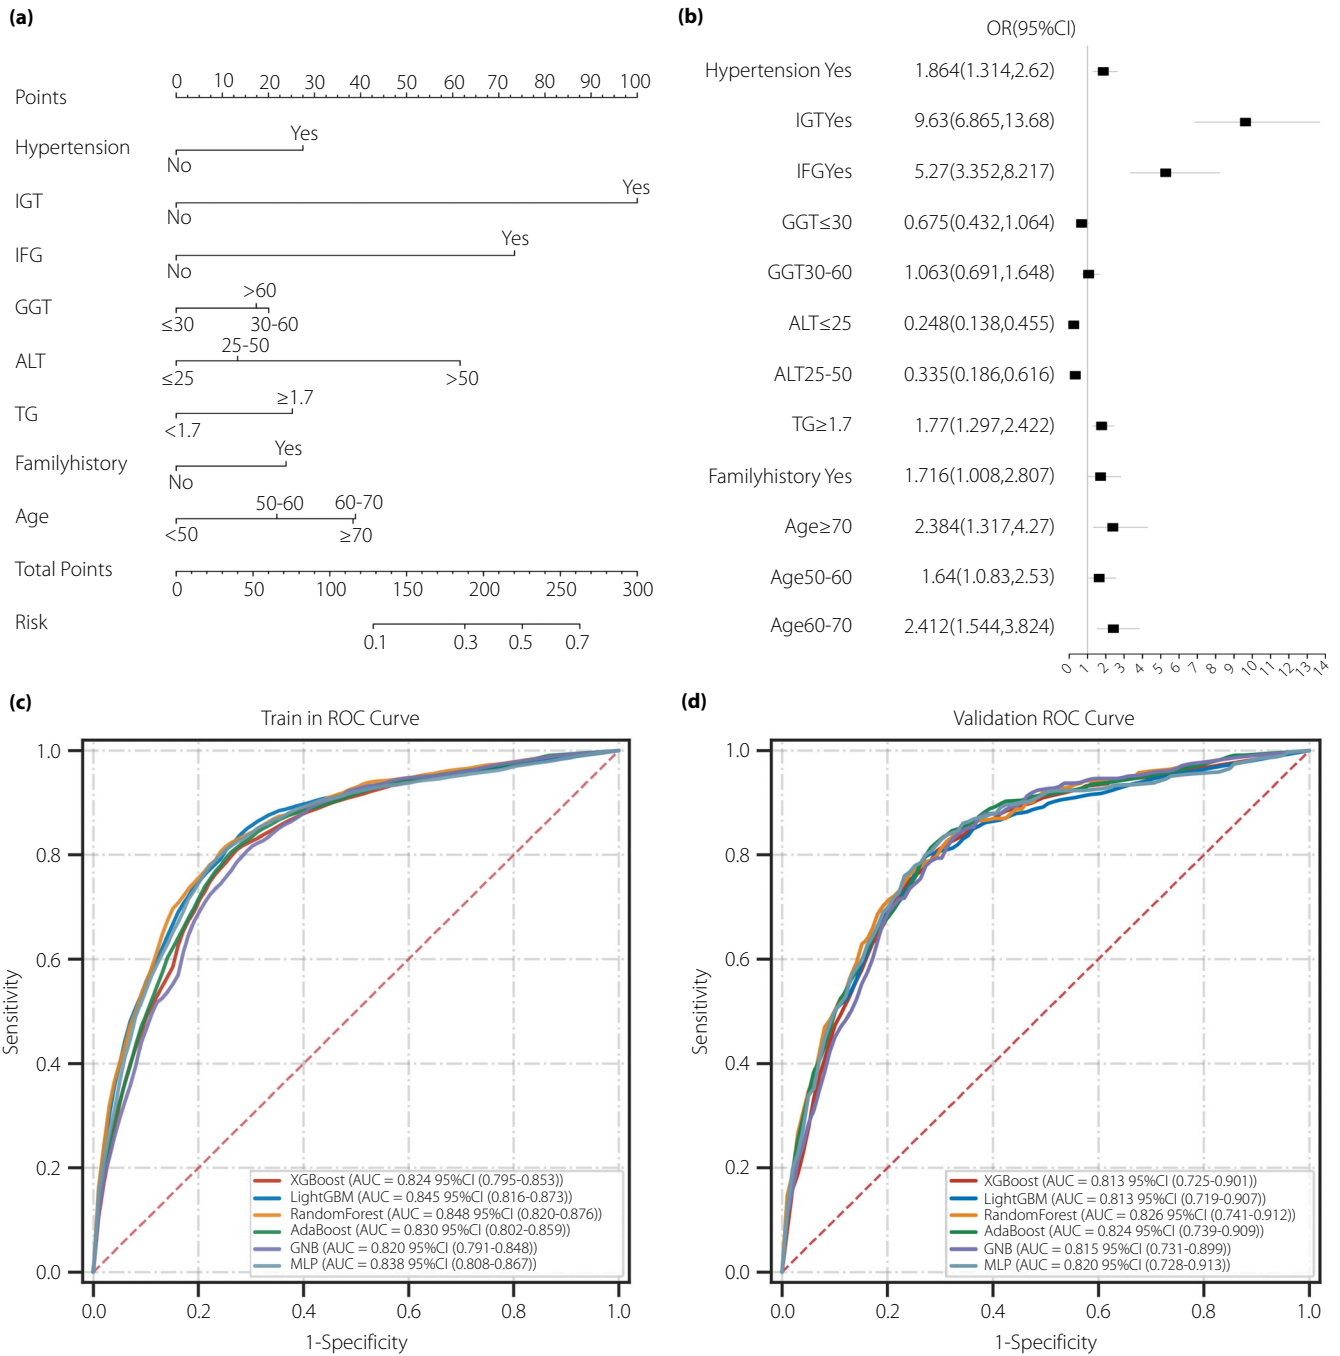 (a)
0 10 20 30 40 50 60 70 80 90 100
Points
Yes
Hypertension
No
Yes
IGT
No
Yes
IFG
No
>60
GGT
≤30 30-60
25-50
ALT
≤25 >50
≥1.7
TG
<1.7
Yes
Familyhistory
No
50-60 60-70
Age
<50 ≥70
Total Points
0 50 100 150 200 250 300
Risk
0.1 0.3 0.5 0.7
(b)
OR(95%CI)
Hypertension Yes 1.864(1.314,2.62)
IGTYes 9.63(6.865,13.68)
IFGYes 5.27(3.352,8.217)
GGT≤30 0.675(0.432,1.064)
GGT30-60 1.063(0.691,1.648)
ALT≤25 0.248(0.138,0.455)
ALT25-50 0.335(0.186,0.616)
TG≥1.7 1.77(1.297,2.422)
Familyhistory Yes 1.716(1.008,2.807)
Age≥70 2.384(1.317,4.27)
Age50-60 1.64(1.0.83,2.53)
Age60-70 2.412(1.544,3.824)
0 1 2 3 4 5 6 7 8 9 10 11 12 13 14
(c)
Train in ROC Curve
1.0
0.8
0.6
0.4
0.2
0.0
Sensitivity
XGBoost (AUC = 0.824 95%CI (0.795-0.853))
LightGBM (AUC = 0.845 95%CI (0.816-0.873))
RandomForest (AUC = 0.848 95%CI (0.820-0.876))
AdaBoost (AUC = 0.830 95%CI (0.802-0.859))
GNB (AUC = 0.820 95%CI (0.791-0.848))
MLP (AUC = 0.838 95%CI (0.808-0.867))
0.0 0.2 0.4 0.6 0.8 1.0
1-Specificity
(d)
Validation ROC Curve
1.0
0.8
0.6
0.4
0.2
0.0
Sensitivity
XGBoost (AUC = 0.813 95%CI (0.725-0.901))
LightGBM (AUC = 0.813 95%CI (0.719-0.907))
RandomForest (AUC = 0.826 95%CI (0.741-0.912))
AdaBoost (AUC = 0.824 95%CI (0.739-0.909))
GNB (AUC = 0.815 95%CI (0.731-0.899))
MLP (AUC = 0.820 95%CI (0.728-0.913))
0.0 0.2 0.4 0.6 0.8 1.0
1-Specificity